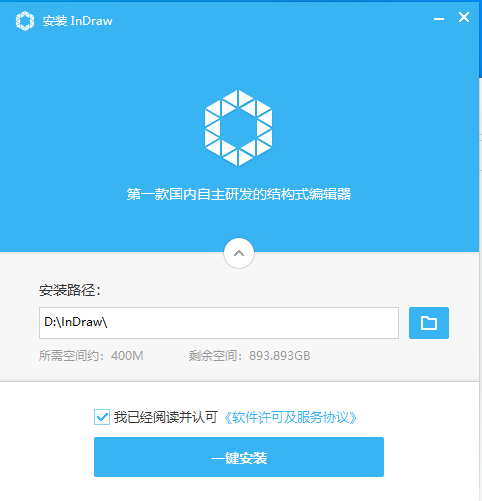 安装 InDraw
第一款国内自主研发的结构式编辑器
安装路径：
D:\InDraw\
所需空间约：400M 剩余空间：893.893GB
我已经阅读并认可《软件许可及服务协议》
一键安装